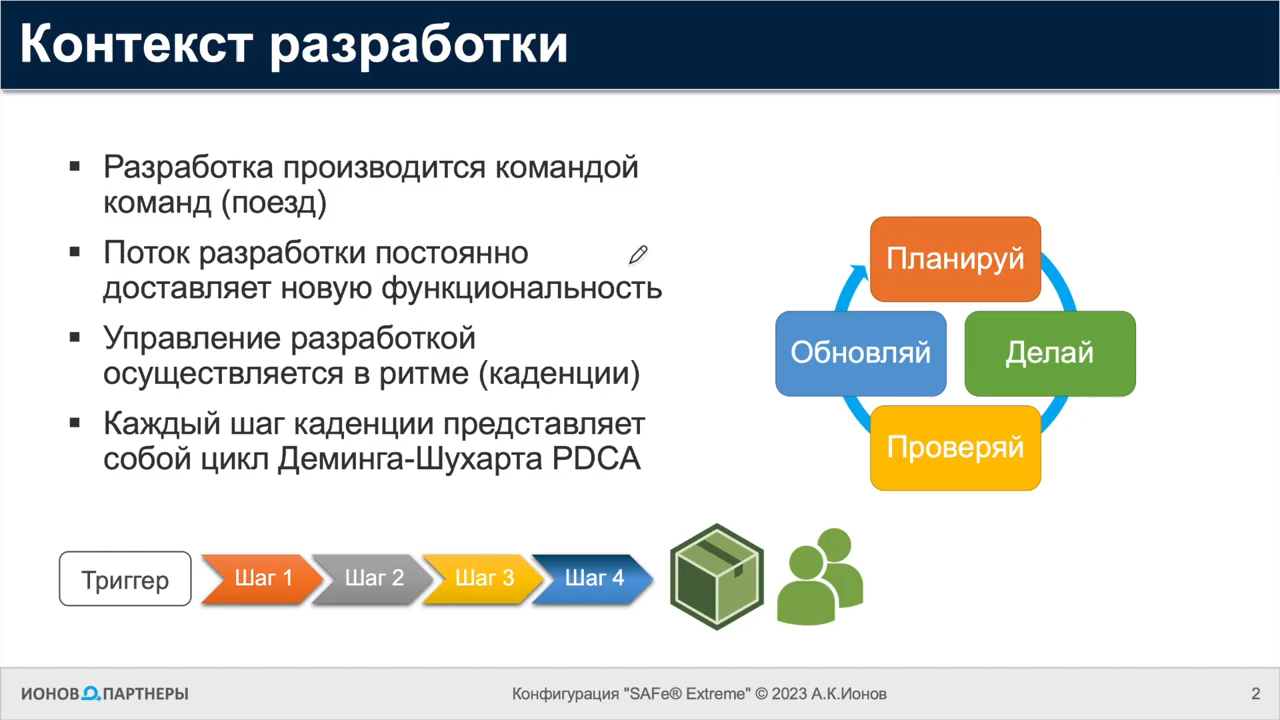 Контекст разработки
Разработка производится командой
команд (поезд)
Поток разработки постоянно
доставляет новую функциональность
Управление разработкой
осуществляется в ритме (каденции)
Каждый шаг каденции представляет
собой цикл Деминга-Шухарта PDCA
Планируй
Обновляй
Делай
Проверяй
Триггер
Шаг 1
Шаг 2
Шаг 3
Шаг 4
ИОНОВ ПАРТНЕРЫ
Конфигурация "SAFe® Extreme" © 2023 А.К.Ионов
2